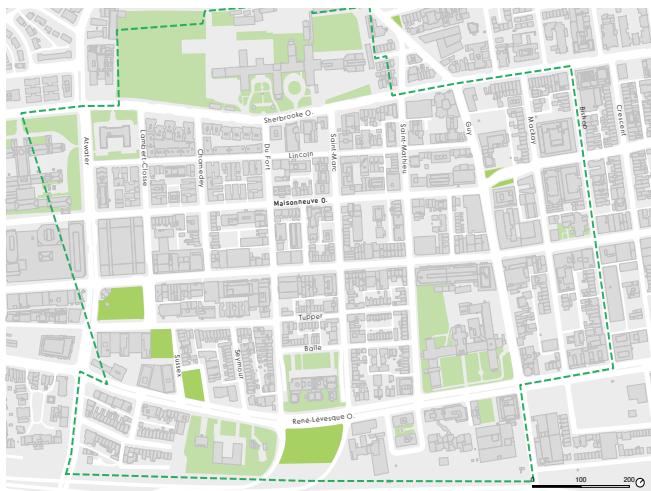 Sherbrooke O.
Atwater
Lambert-Closse
Chomedey
Du Fort
Lincoln
Saint-Marc
Saint-Mathieu
Guy
Mackay
Bishop
Crescent
Maisonneuve O.
Tupper
Baile
Sussex
Seymour
René-Lévesque O.
100
200